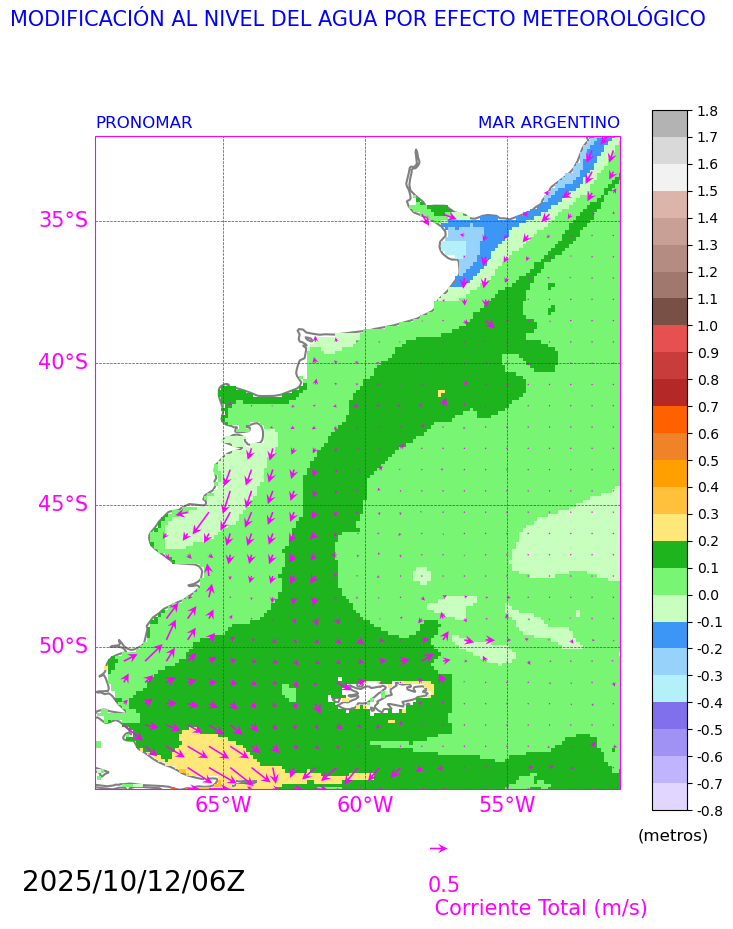 MODIFICACIÓN AL NIVEL DEL AGUA POR EFECTO METEOROLÓGICO
PRONOMAR MAR ARGENTINO
35°S
40°S
45°S
50°S
65°W 60°W 55°W
1.8
1.7
1.6
1.5
1.4
1.3
1.2
1.1
1.0
0.9
0.8
0.7
0.6
0.5
0.4
0.3
0.2
0.1
0.0
-0.1
-0.2
-0.3
-0.4
-0.5
-0.6
-0.7
-0.8
(metros)
2025/10/12/06Z
0.5
Corriente Total (m/s)